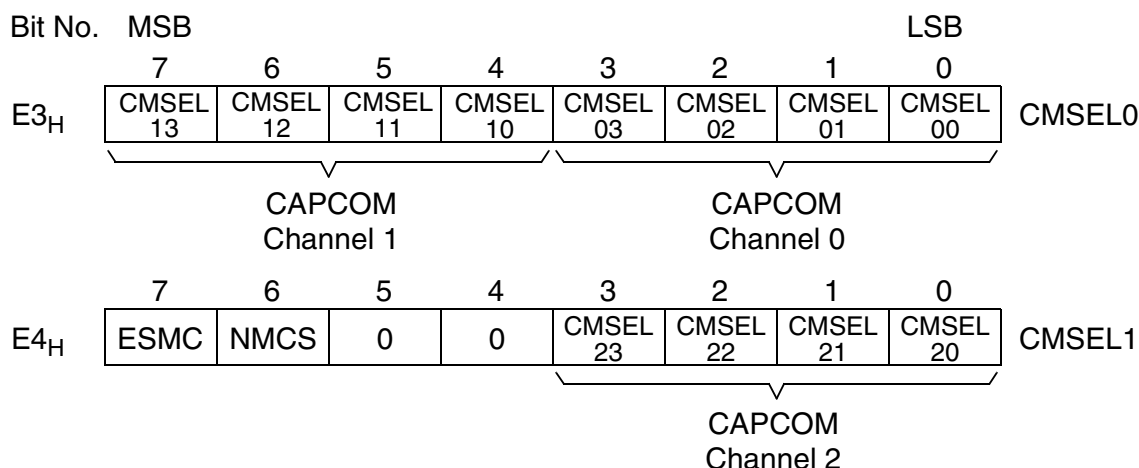 Bit No. MSB LSB
7 6 5 4 3 2 1 0
E3H CMSEL 13 CMSEL 12 CMSEL 11 CMSEL 10 CMSEL 03 CMSEL 02 CMSEL 01 CMSEL 00 CMSEL0
CAPCOM CAPCOM
Channel 1 Channel 0
7 6 5 4 3 2 1 0
E4H ESMC NMCS 0 0 CMSEL 23 CMSEL 22 CMSEL 21 CMSEL 20 CMSEL1
CAPCOM
Channel 2